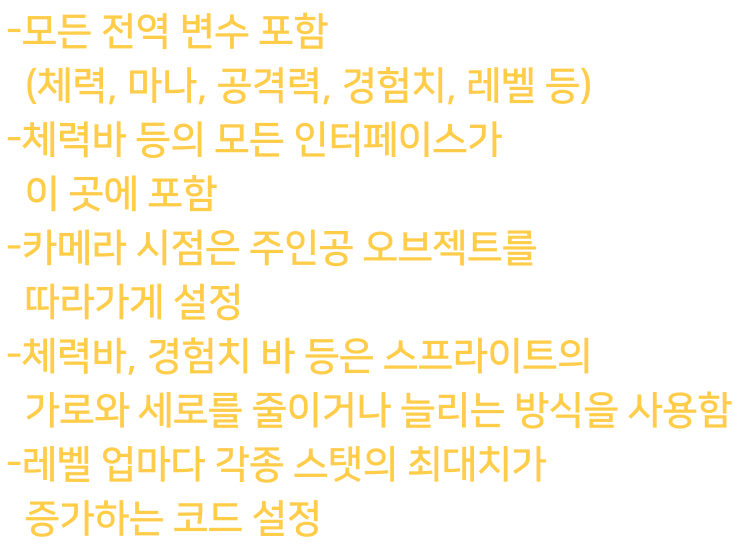 -모든 전역 변수 포함
(체력, 마나, 공격력, 경험치, 레벨 등)
-체력바 등의 모든 인터페이스가
이 곳에 포함
-카메라 시점은 주인공 오브젝트를
따라가게 설정
-체력바, 경험치 바 등은 스프라이트의
가로와 세로를 줄이거나 늘리는 방식을 사용함
-레벨 업마다 각종 스탯의 최대치가
증가하는 코드 설정